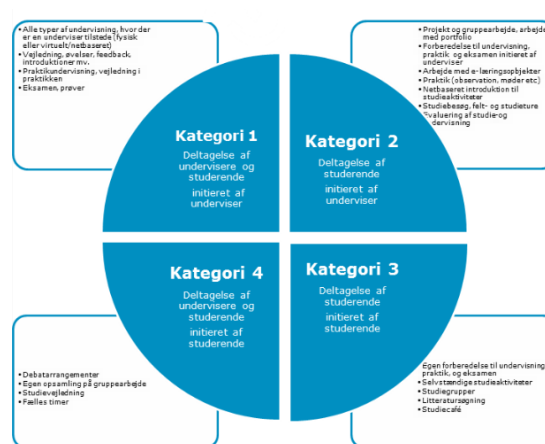 •Alle typer af undervisning, hvor der
er en underviser tilstede (fysisk
eller virtuelt/netbaseret)
•Vejledning, øvelser, feedback,
introduktioner mv.
•Praktikundervisning, vejledning i
praktikken
•Eksamen, prøver
•Projekt og gruppearbejde, arbejde
med portfolio
•Forberedelse til undervisning,
praktik og eksamen initieret af
underviser
•Arbejde med e-læringsobjekter
•Praktik (observation, møder etc)
•Netbaseret introduktion til
studieaktiviteter
•Studiebesøg, felt- og studieture
Evaluering af studie-og
undervisning
Kategori 1
Deltagelse af
undervisere og
studerende
initieret af
underviser
Kategori 2
Deltagelse af
studerende
initieret af
underviser
Kategori 4
Deltagelse af
undervisere og
studerende
initieret af
studerende
Kategori 3
Deltagelse af
studerende
initieret af
studerende
•Debatarrangementer
•Egen opsamling på gruppearbejde
•Studievejledning
•Fælles timer
Egen forberedelse til undervisning,
praktik, og eksamen
•Selvstændige studieaktiviteter
•Studiegrupper
•Litteratursøgning
•Studiecafé